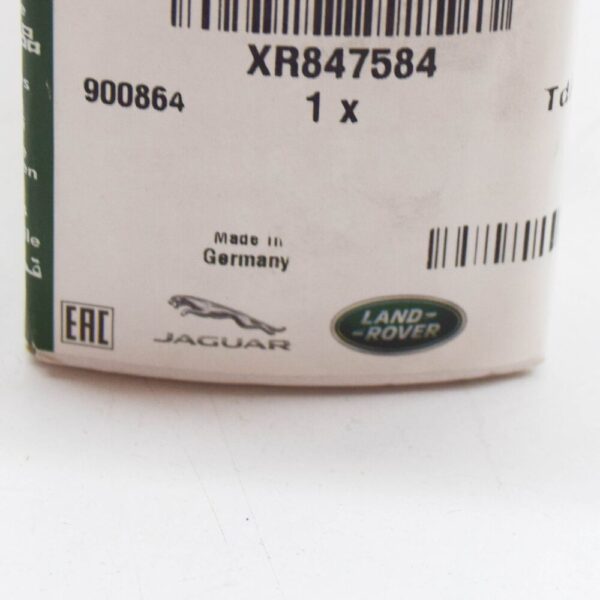 XR847584
900864
1 x
Made in
Germany
EAC
JAGUAR
LAND-
-ROVER